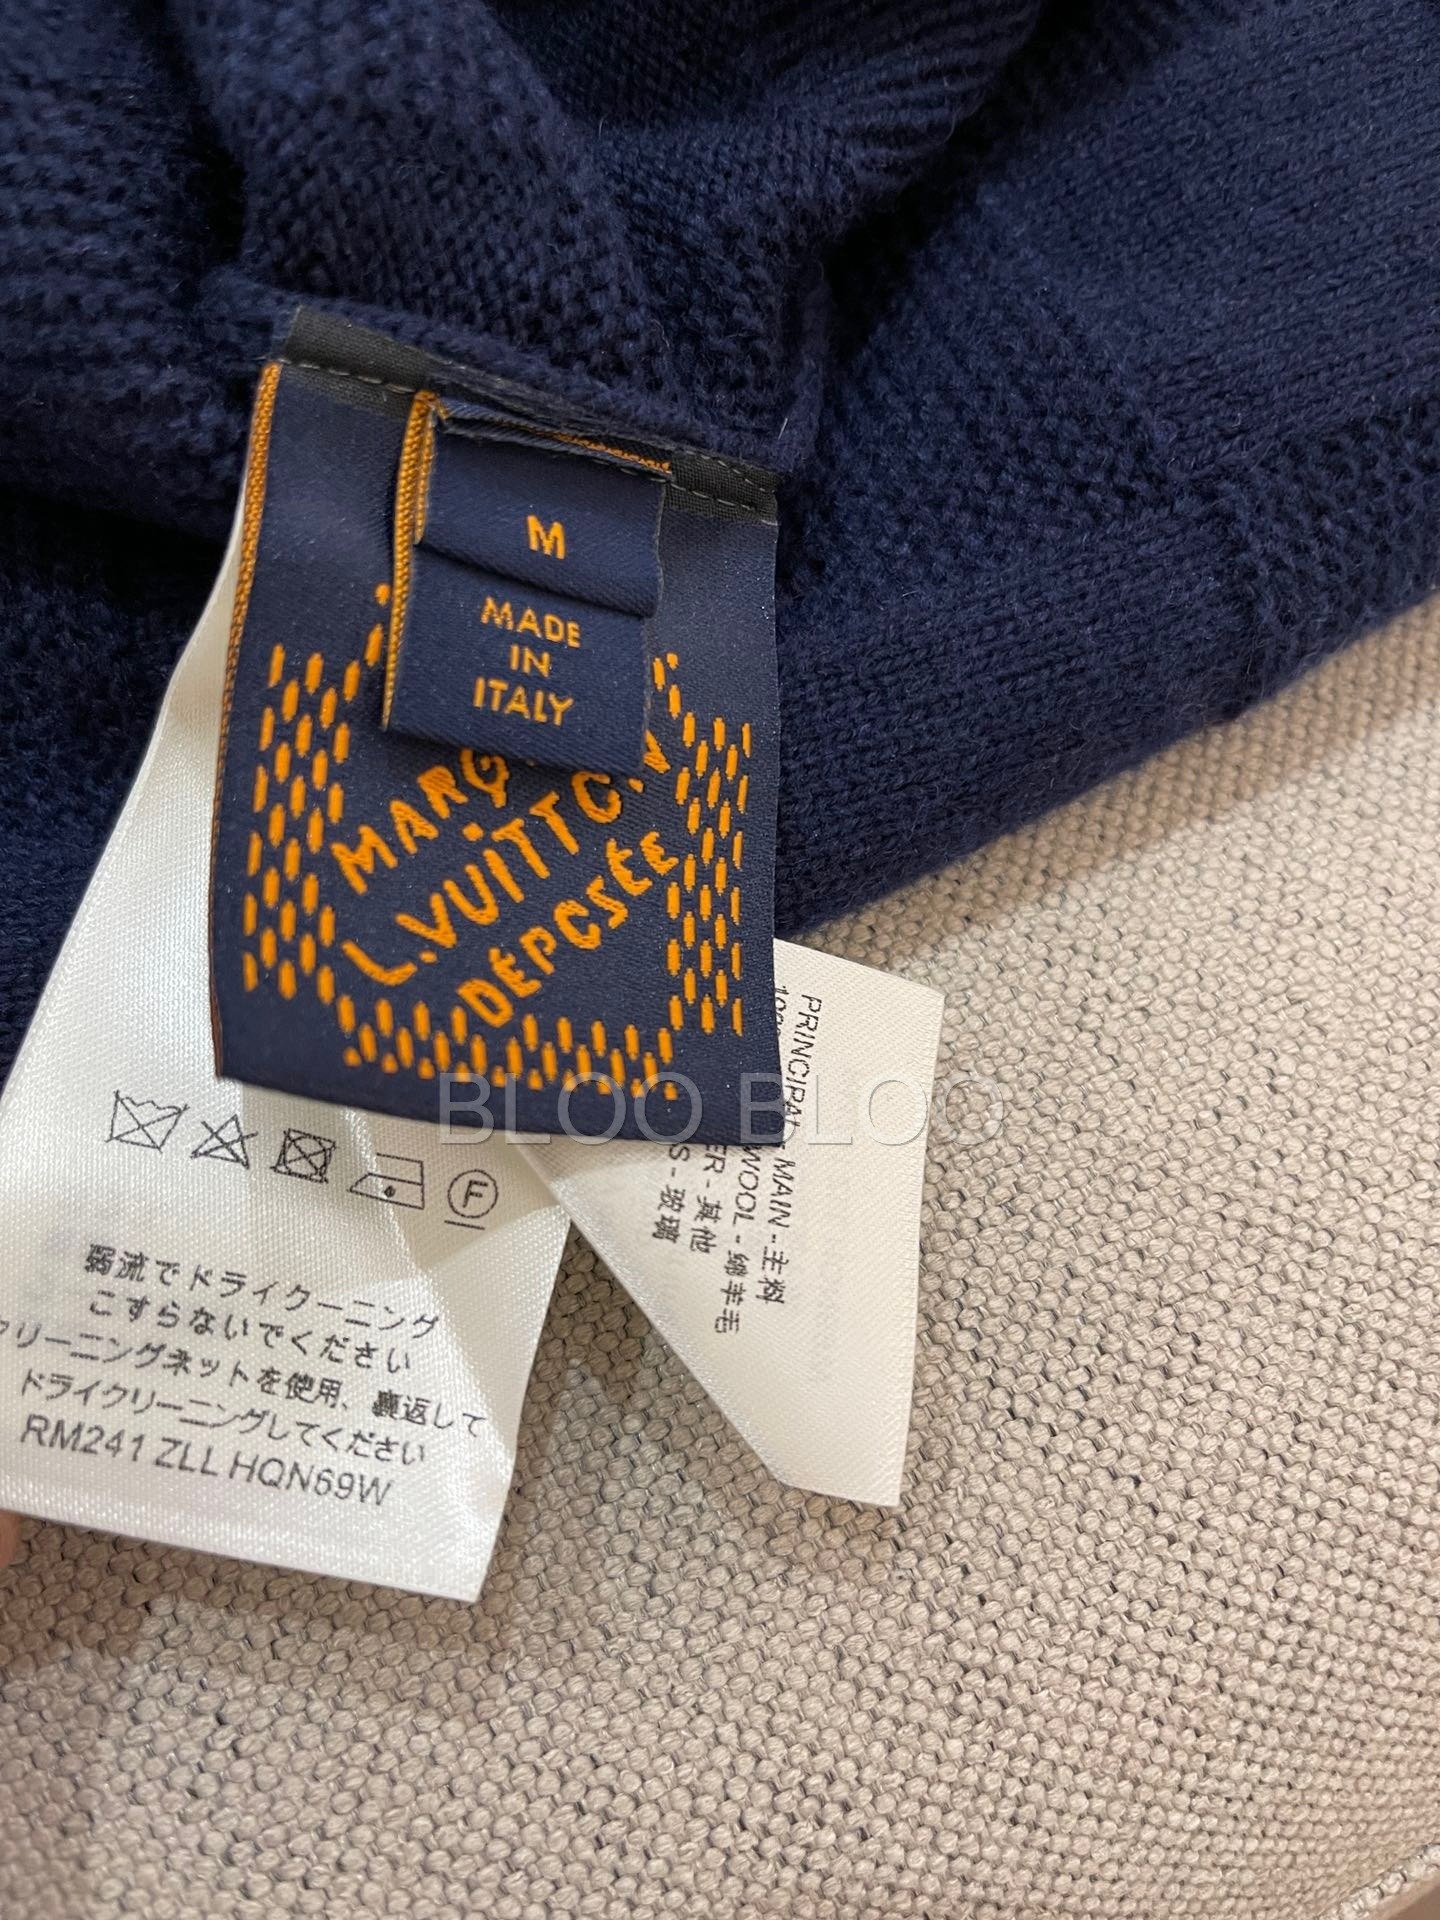 M
MADE
IN
ITALY
L.VUITTON
DÉPOSÉE
BLOO BLOO
F
弱流でドライクーニング
こすらないでください
クリーニングネットを使用、裏返して
ドライクリーニングしてください
RM241 ZLL HQN69W
PRINCIPAL - MAIN - 主料
WOOL - 绵羊毛
ER - 其他
S - 玻璃